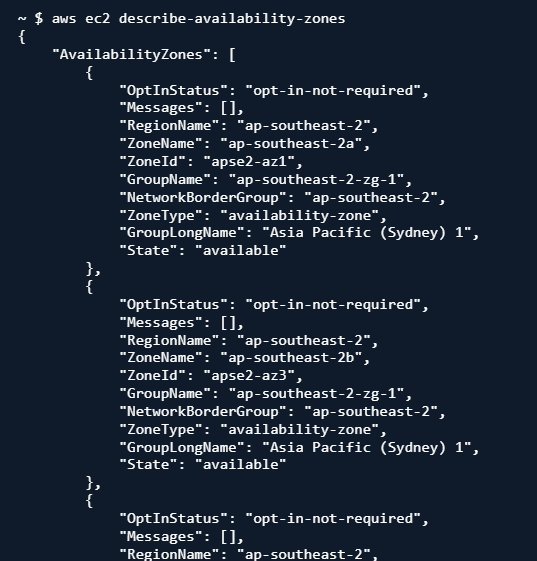 ~ $ aws ec2 describe-availability-zones
{
    "AvailabilityZones": [
        {
            "OptInStatus": "opt-in-not-required",
            "Messages": [],
            "RegionName": "ap-southeast-2",
            "ZoneName": "ap-southeast-2a",
            "ZoneId": "apse2-az1",
            "GroupName": "ap-southeast-2-zg-1",
            "NetworkBorderGroup": "ap-southeast-2",
            "ZoneType": "availability-zone",
            "GroupLongName": "Asia Pacific (Sydney) 1",
            "State": "available"
        },
        {
            "OptInStatus": "opt-in-not-required",
            "Messages": [],
            "RegionName": "ap-southeast-2",
            "ZoneName": "ap-southeast-2b",
            "ZoneId": "apse2-az3",
            "GroupName": "ap-southeast-2-zg-1",
            "NetworkBorderGroup": "ap-southeast-2",
            "ZoneType": "availability-zone",
            "GroupLongName": "Asia Pacific (Sydney) 1",
            "State": "available"
        },
        {
            "OptInStatus": "opt-in-not-required",
            "Messages": [],
            "RegionName": "ap-southeast-2",